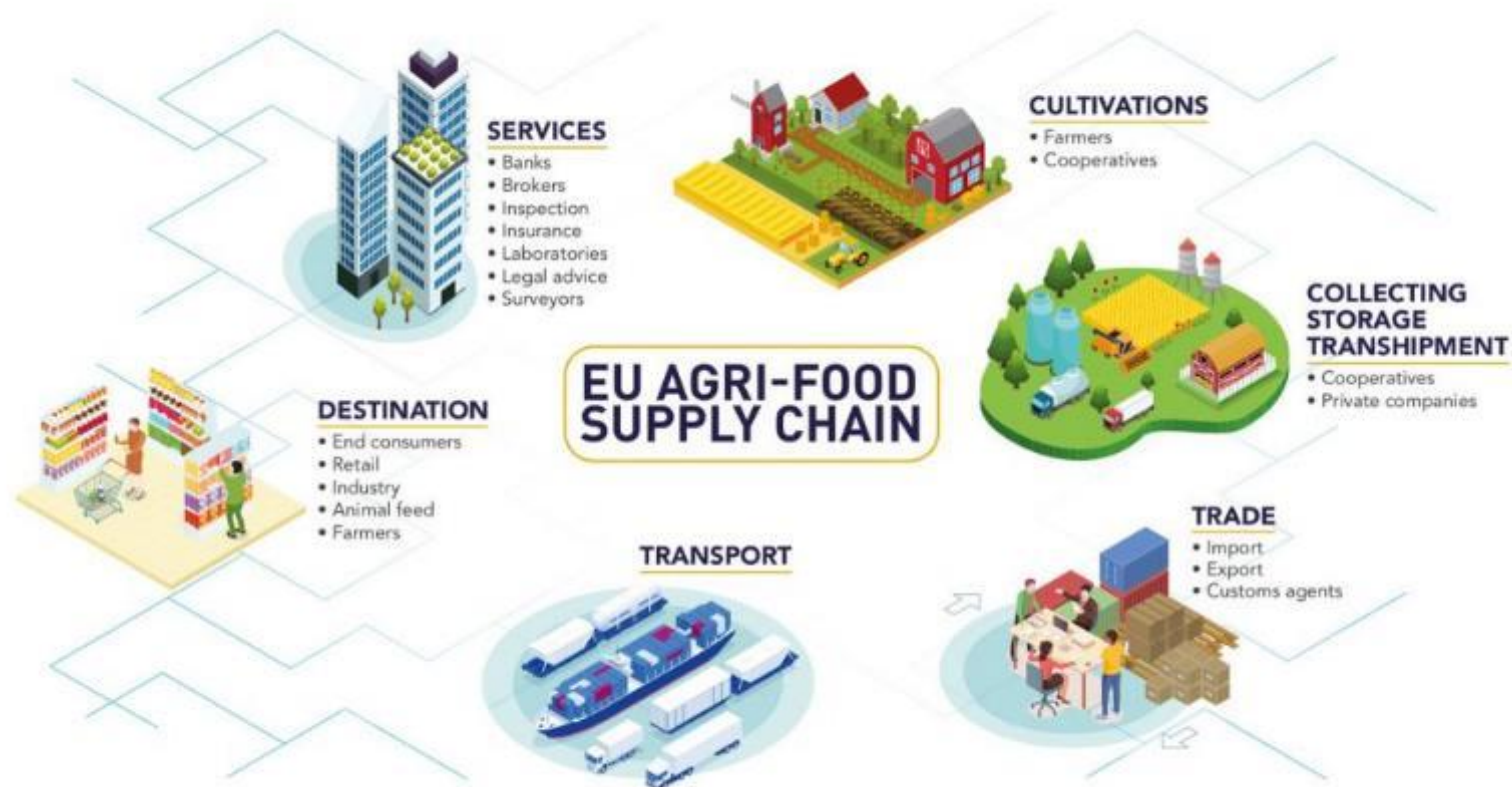 SERVICES
• Banks
• Brokers
• Inspection
• Insurance
• Laboratories
• Legal advice
• Surveyors
CULTIVATIONS
• Farmers
• Cooperatives
COLLECTING
STORAGE
TRANSHIPMENT
• Cooperatives
• Private companies
EU AGRI-FOOD
SUPPLY CHAIN
DESTINATION
• End consumers
• Retail
• Industry
• Animal feed
• Farmers
TRANSPORT
TRADE
• Import
• Export
• Customs agents